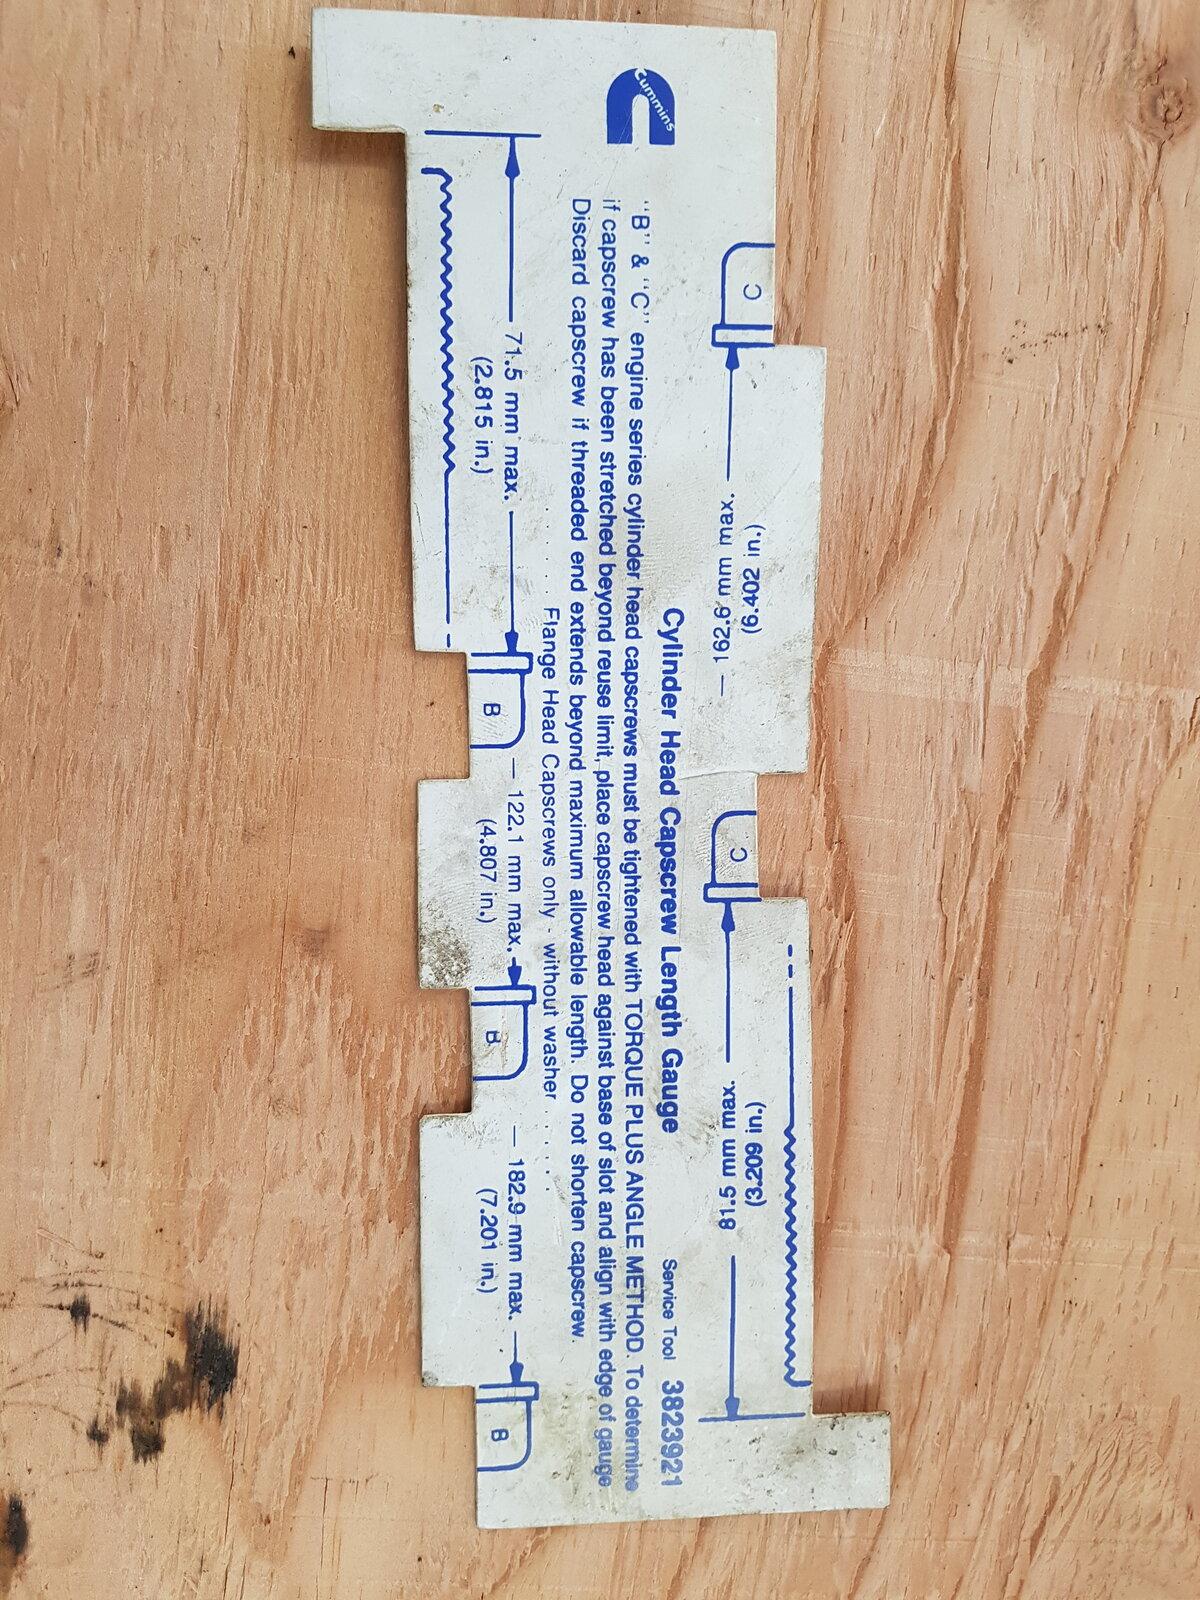 Cummins
Cylinder Head Capscrew Length Gauge
Service Tool 3823921
"B" & "C" engine series cylinder head capscrews must be tightened with TORQUE PLUS ANGLE METHOD. To determine
if capscrew has been stretched beyond reuse limit, place capscrew head against base of slot and align with edge of gauge
Discard capscrew if threaded end extends beyond maximum allowable length. Do not shorten capscrew.
. . . . . Flange Head Capscrews only - without washer . . . . .
71.5 mm max.
(2.815 in.)
B
122.1 mm max.
(4.807 in.)
B
182.9 mm max.
(7.201 in.)
B
81.5 mm max.
(3.209 in.)
C
162.6 mm max.
(6.402 in.)
C